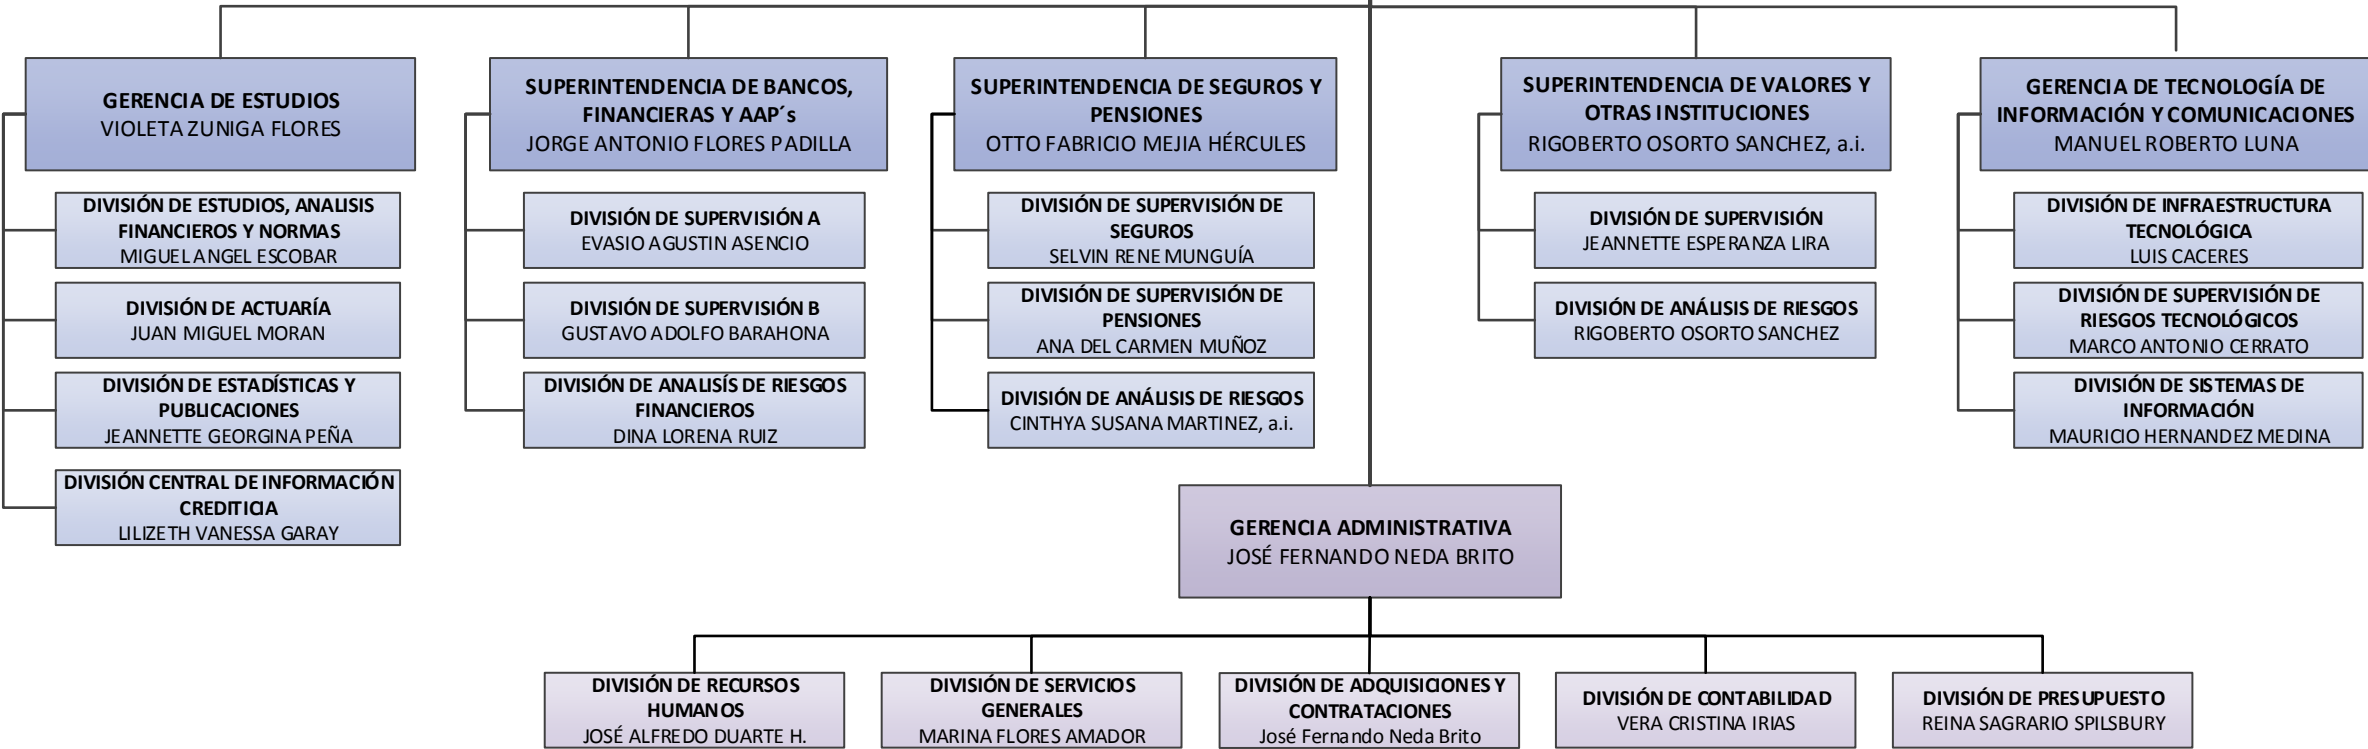 GERENCIA DE ESTUDIOS
VIOLETA ZUNIGA FLORES
DIVISIÓN DE ESTUDIOS, ANALISIS
FINANCIEROS Y NORMAS
MIGUEL ANGEL ESCOBAR
DIVISIÓN DE ACTUARÍA
JUAN MIGUEL MORAN
DIVISIÓN DE ESTADÍSTICAS Y
PUBLICACIONES
JEANNETTE GEORGINA PEÑA
DIVISIÓN CENTRAL DE INFORMACIÓN
CREDITICIA
LILIZETH VANESSA GARAY
SUPERINTENDENCIA DE BANCOS,
FINANCIERAS Y AAP´s
JORGE ANTONIO FLORES PADILLA
DIVISIÓN DE SUPERVISIÓN A
EVASIO AGUSTIN ASENCIO
DIVISIÓN DE SUPERVISIÓN B
GUSTAVO ADOLFO BARAHONA
DIVISIÓN DE ANALISÍS DE RIESGOS
FINANCIEROS
DINA LORENA RUIZ
SUPERINTENDENCIA DE SEGUROS Y
PENSIONES
OTTO FABRICIO MEJIA HÉRCULES
DIVISIÓN DE SUPERVISIÓN DE
SEGUROS
SELVIN RENE MUNGUÍA
DIVISIÓN DE SUPERVISIÓN DE
PENSIONES
ANA DEL CARMEN MUÑOZ
DIVISIÓN DE ANÁLISIS DE RIESGOS
CINTHYA SUSANA MARTINEZ, a.i.
SUPERINTENDENCIA DE VALORES Y
OTRAS INSTITUCIONES
RIGOBERTO OSORTO SANCHEZ, a.i.
DIVISIÓN DE SUPERVISIÓN
JEANNETTE ESPERANZA LIRA
DIVISIÓN DE ANÁLISIS DE RIESGOS
RIGOBERTO OSORTO SANCHEZ
GERENCIA DE TECNOLOGÍA DE
INFORMACIÓN Y COMUNICACIONES
MANUEL ROBERTO LUNA
DIVISIÓN DE INFRAESTRUCTURA
TECNOLÓGICA
LUIS CACERES
DIVISIÓN DE SUPERVISIÓN DE
RIESGOS TECNOLÓGICOS
MARCO ANTONIO CERRATO
DIVISIÓN DE SISTEMAS DE
INFORMACIÓN
MAURICIO HERNANDEZ MEDINA
GERENCIA ADMINISTRATIVA
JOSÉ FERNANDO NEDA BRITO
DIVISIÓN DE RECURSOS
HUMANOS
JOSÉ ALFREDO DUARTE H.
DIVISIÓN DE SERVICIOS
GENERALES
MARINA FLORES AMADOR
DIVISIÓN DE ADQUISICIONES Y
CONTRATACIONES
José Fernando Neda Brito
DIVISIÓN DE CONTABILIDAD
VERA CRISTINA IRIAS
DIVISIÓN DE PRESUPUESTO
REINA SAGRARIO SPILSBURY